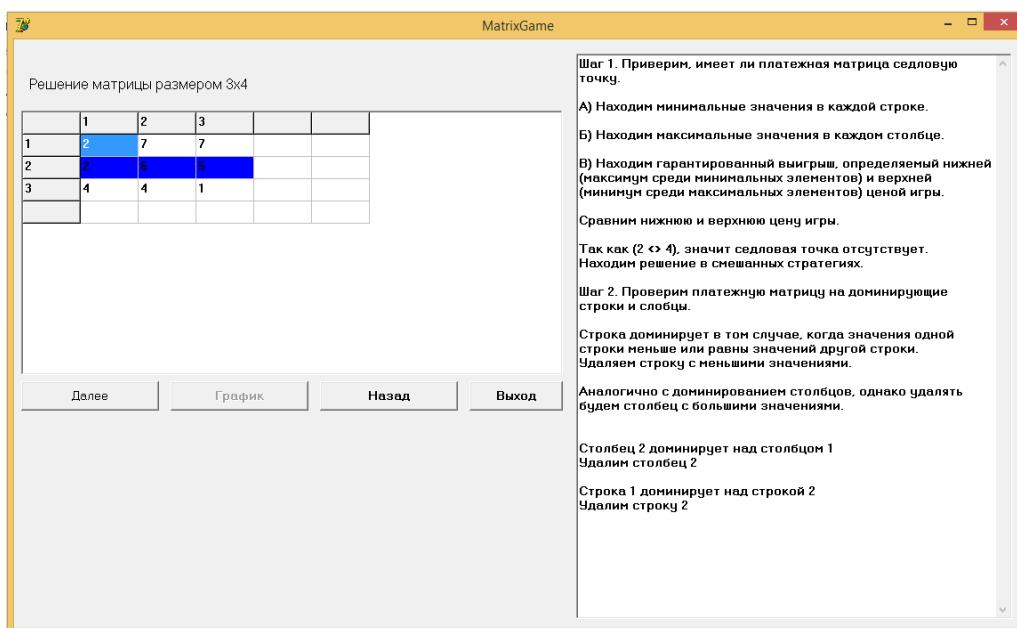 MatrixGame
Решение матрицы размером 3x4
1 2 3
1 2 7 7
2 2 6 5
3 4 4 1
Далее
График
Назад
Выход
Шаг 1. Приверим, имеет ли платежная матрица седловую
точку.
А) Находим минимальные значения в каждой строке.
Б) Находим максимальные значения в каждом столбце.
В) Находим гарантированный выигрыш, определяемый нижней
(максимум среди минимальных элементов) и верхней
(минимум среди максимальных элементов) ценой игры.
Сравним нижнюю и верхнюю цену игры.
Так как (2 <> 4), значит седловая точка отсутствует.
Находим решение в смешанных стратегиях.
Шаг 2. Проверим платежную матрицу на доминирующие
строки и слобцы.
Строка доминирует в том случае, когда значения одной
строки меньше или равны значений другой строки.
Удаляем строку с меньшими значениями.
Аналогично с доминированием столбцов, однако удалять
будем столбец с большими значениями.
Столбец 2 доминирует над столбцом 1
Удалим столбец 2
Строка 1 доминирует над строкой 2
Удалим строку 2